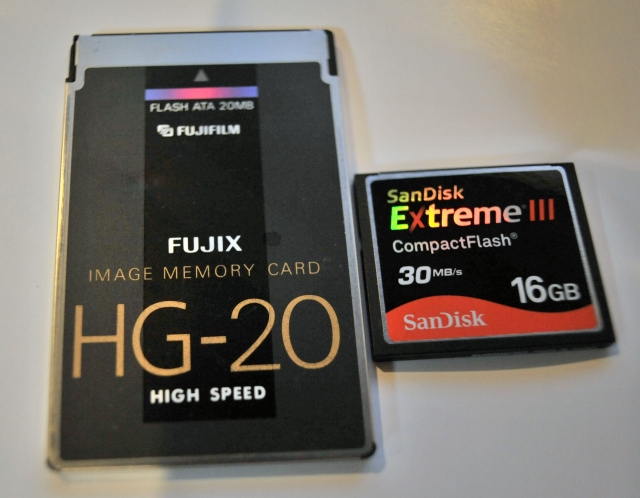 FLASH ATA 20MB
FUJIFILM
FUJIX
IMAGE MEMORY CARD
HG-20
HIGH SPEED
SanDisk
Extreme® III
CompactFlash®
30MB/s
16GB
SanDisk